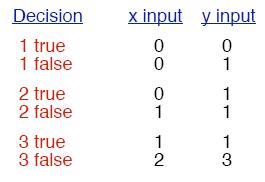 Decision x input y input
1 true 0 0
1 false 0 1
2 true 0 1
2 false 1 1
3 true 1 1
3 false 2 3